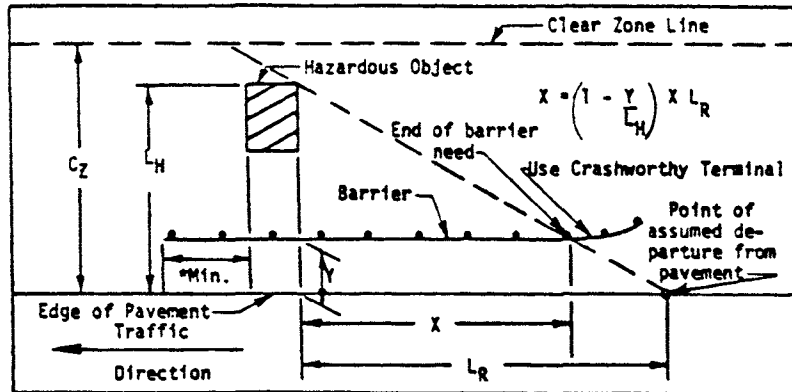 Clear Zone Line
Hazardous Object
X = (1 - Y/L_H) X L_R
End of barrier
need
Use Crashworthy Terminal
C_Z
L_H
Barrier
Point of
assumed de-
parture from
pavement
*Min.
Y
Edge of Pavement
Traffic
X
Direction
L_R